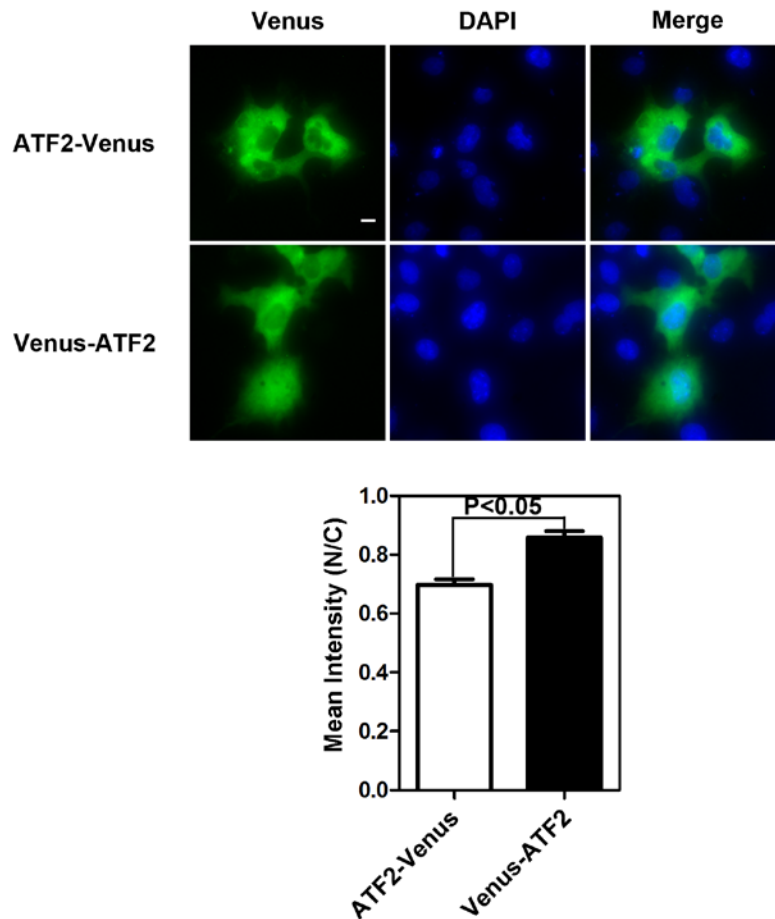 Venus DAPI Merge
ATF2-Venus
Venus-ATF2
P<0.05
Mean Intensity (N/C)
1.0
0.8
0.6
0.4
0.2
0.0
ATF2-Venus
Venus-ATF2